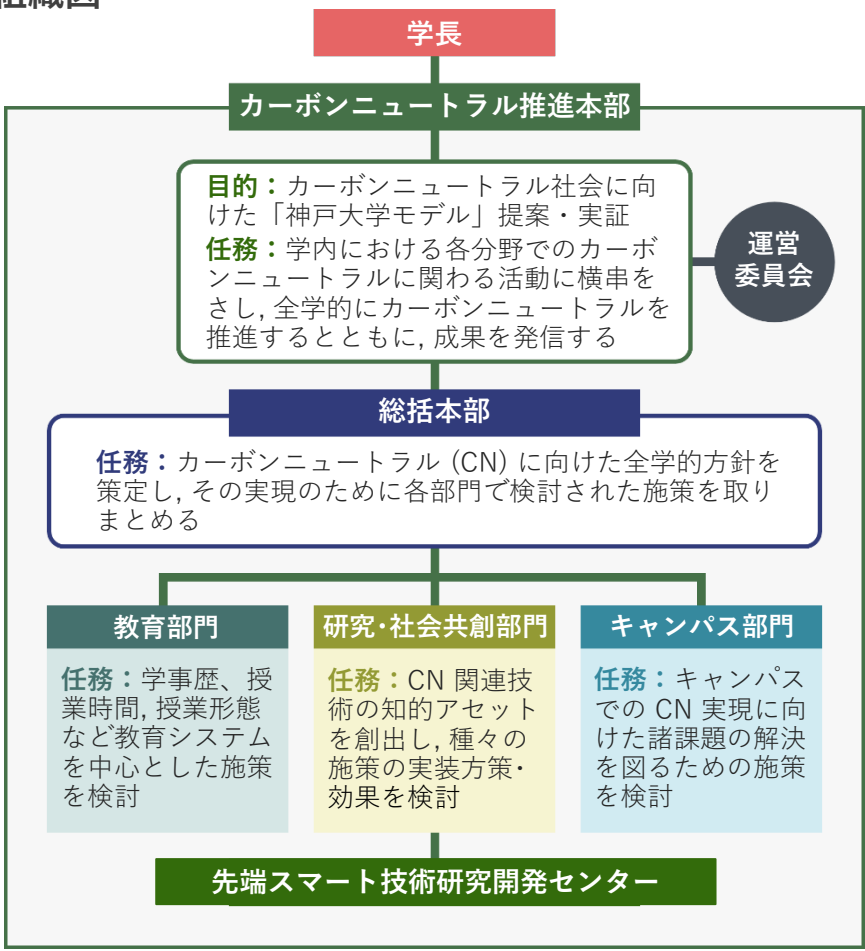 組織図
学長
カーボンニュートラル推進本部
目的：カーボンニュートラル社会に向
けた「神戸大学モデル」提案・実証
任務：学内における各分野でのカーボ
ンニュートラルに関わる活動に横串を
さし, 全学的にカーボンニュートラルを
推進するとともに, 成果を発信する
運営
委員会
総括本部
任務：カーボンニュートラル (CN) に向けた全学的方針を
策定し, その実現のために各部門で検討された施策を取り
まとめる
教育部門
任務：学事歴、授
業時間, 授業形態
など教育システム
を中心とした施策
を検討
研究・社会共創部門
任務：CN 関連技
術の知的アセット
を創出し, 種々の
施策の実装方策・
効果を検討
キャンパス部門
任務：キャンパス
での CN 実現に向
けた諸課題の解決
を図るための施策
を検討
先端スマート技術研究開発センター